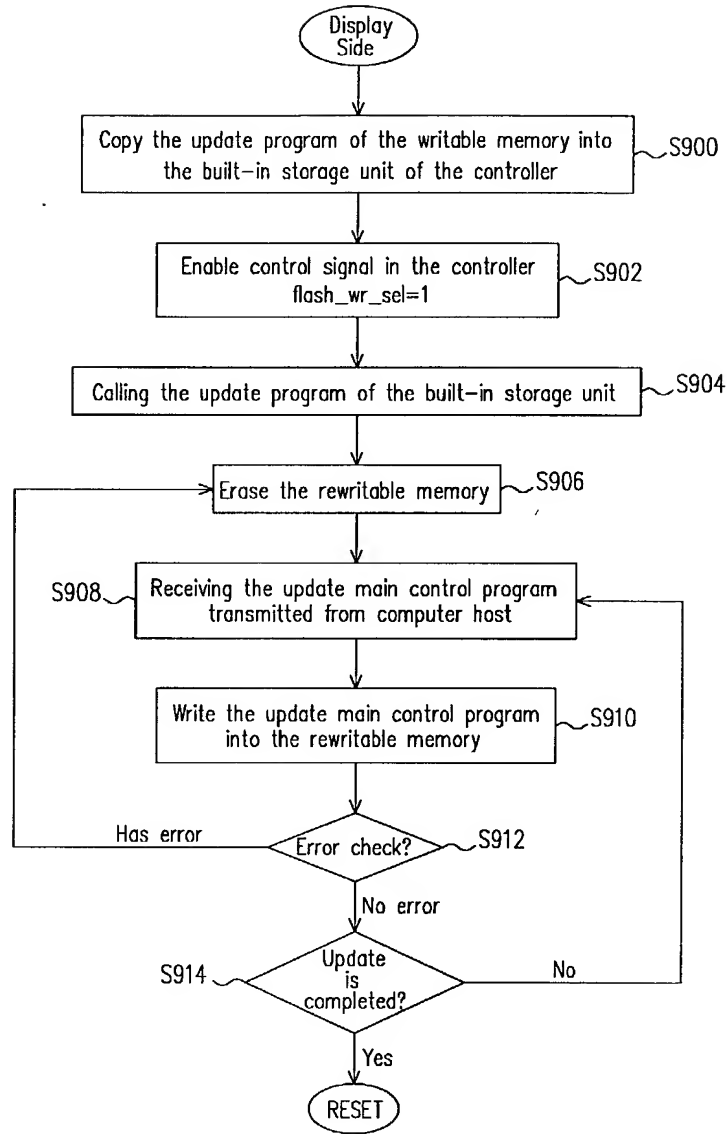 Display
Side
Copy the update program of the writable memory into
the built-in storage unit of the controller
S900
Enable control signal in the controller
flash_wr_sel=1
S902
Calling the update program of the built-in storage unit
S904
Erase the rewritable memory
S906
S908
Receiving the update main control program
transmitted from computer host
Write the update main control program
into the rewritable memory
S910
Has error
Error check?
S912
No error
S914
Update
is
completed?
No
Yes
RESET